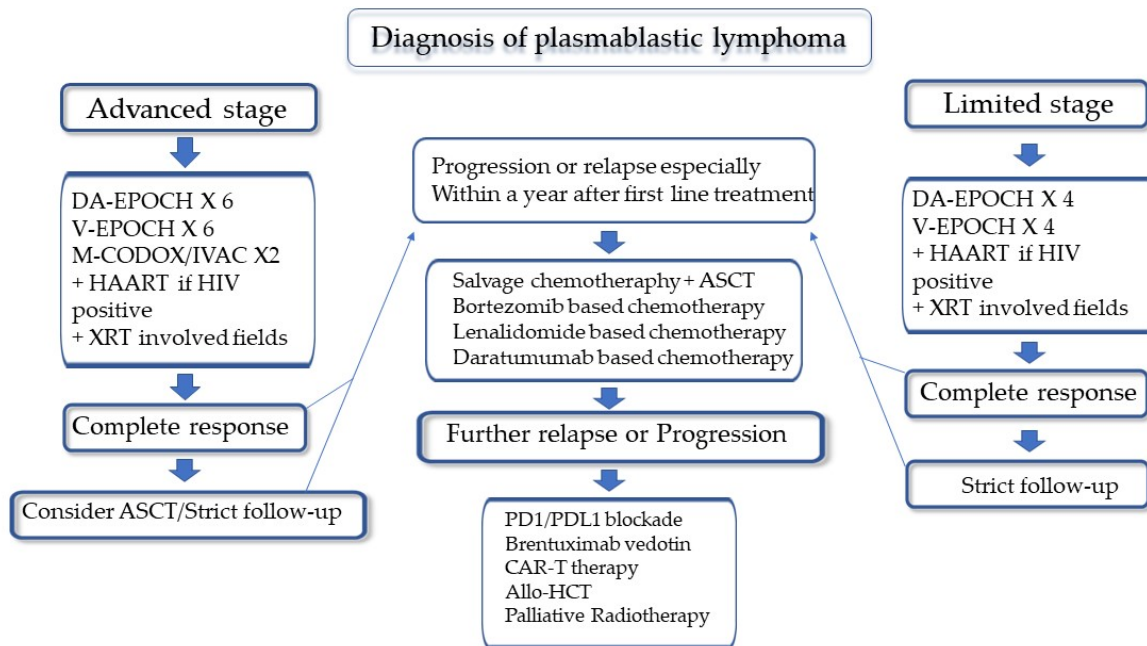 Diagnosis of plasmablastic lymphoma
Advanced stage
DA-EPOCH X 6
V-EPOCH X 6
M-CODOX/IVAC X2
+ HAART if HIV
positive
+ XRT involved fields
Complete response
Consider ASCT/Strict follow-up
Progression or relapse especially
Within a year after first line treatment
Salvage chemotheraphy + ASCT
Bortezomib based chemotherapy
Lenalidomide based chemotherapy
Daratumumab based chemotherapy
Further relapse or Progression
PD1/PDL1 blockade
Brentuximab vedotin
CAR-T therapy
Allo-HCT
Palliative Radiotherapy
Limited stage
DA-EPOCH X 4
V-EPOCH X 4
+ HAART if HIV
positive
+ XRT involved fields
Complete response
Strict follow-up